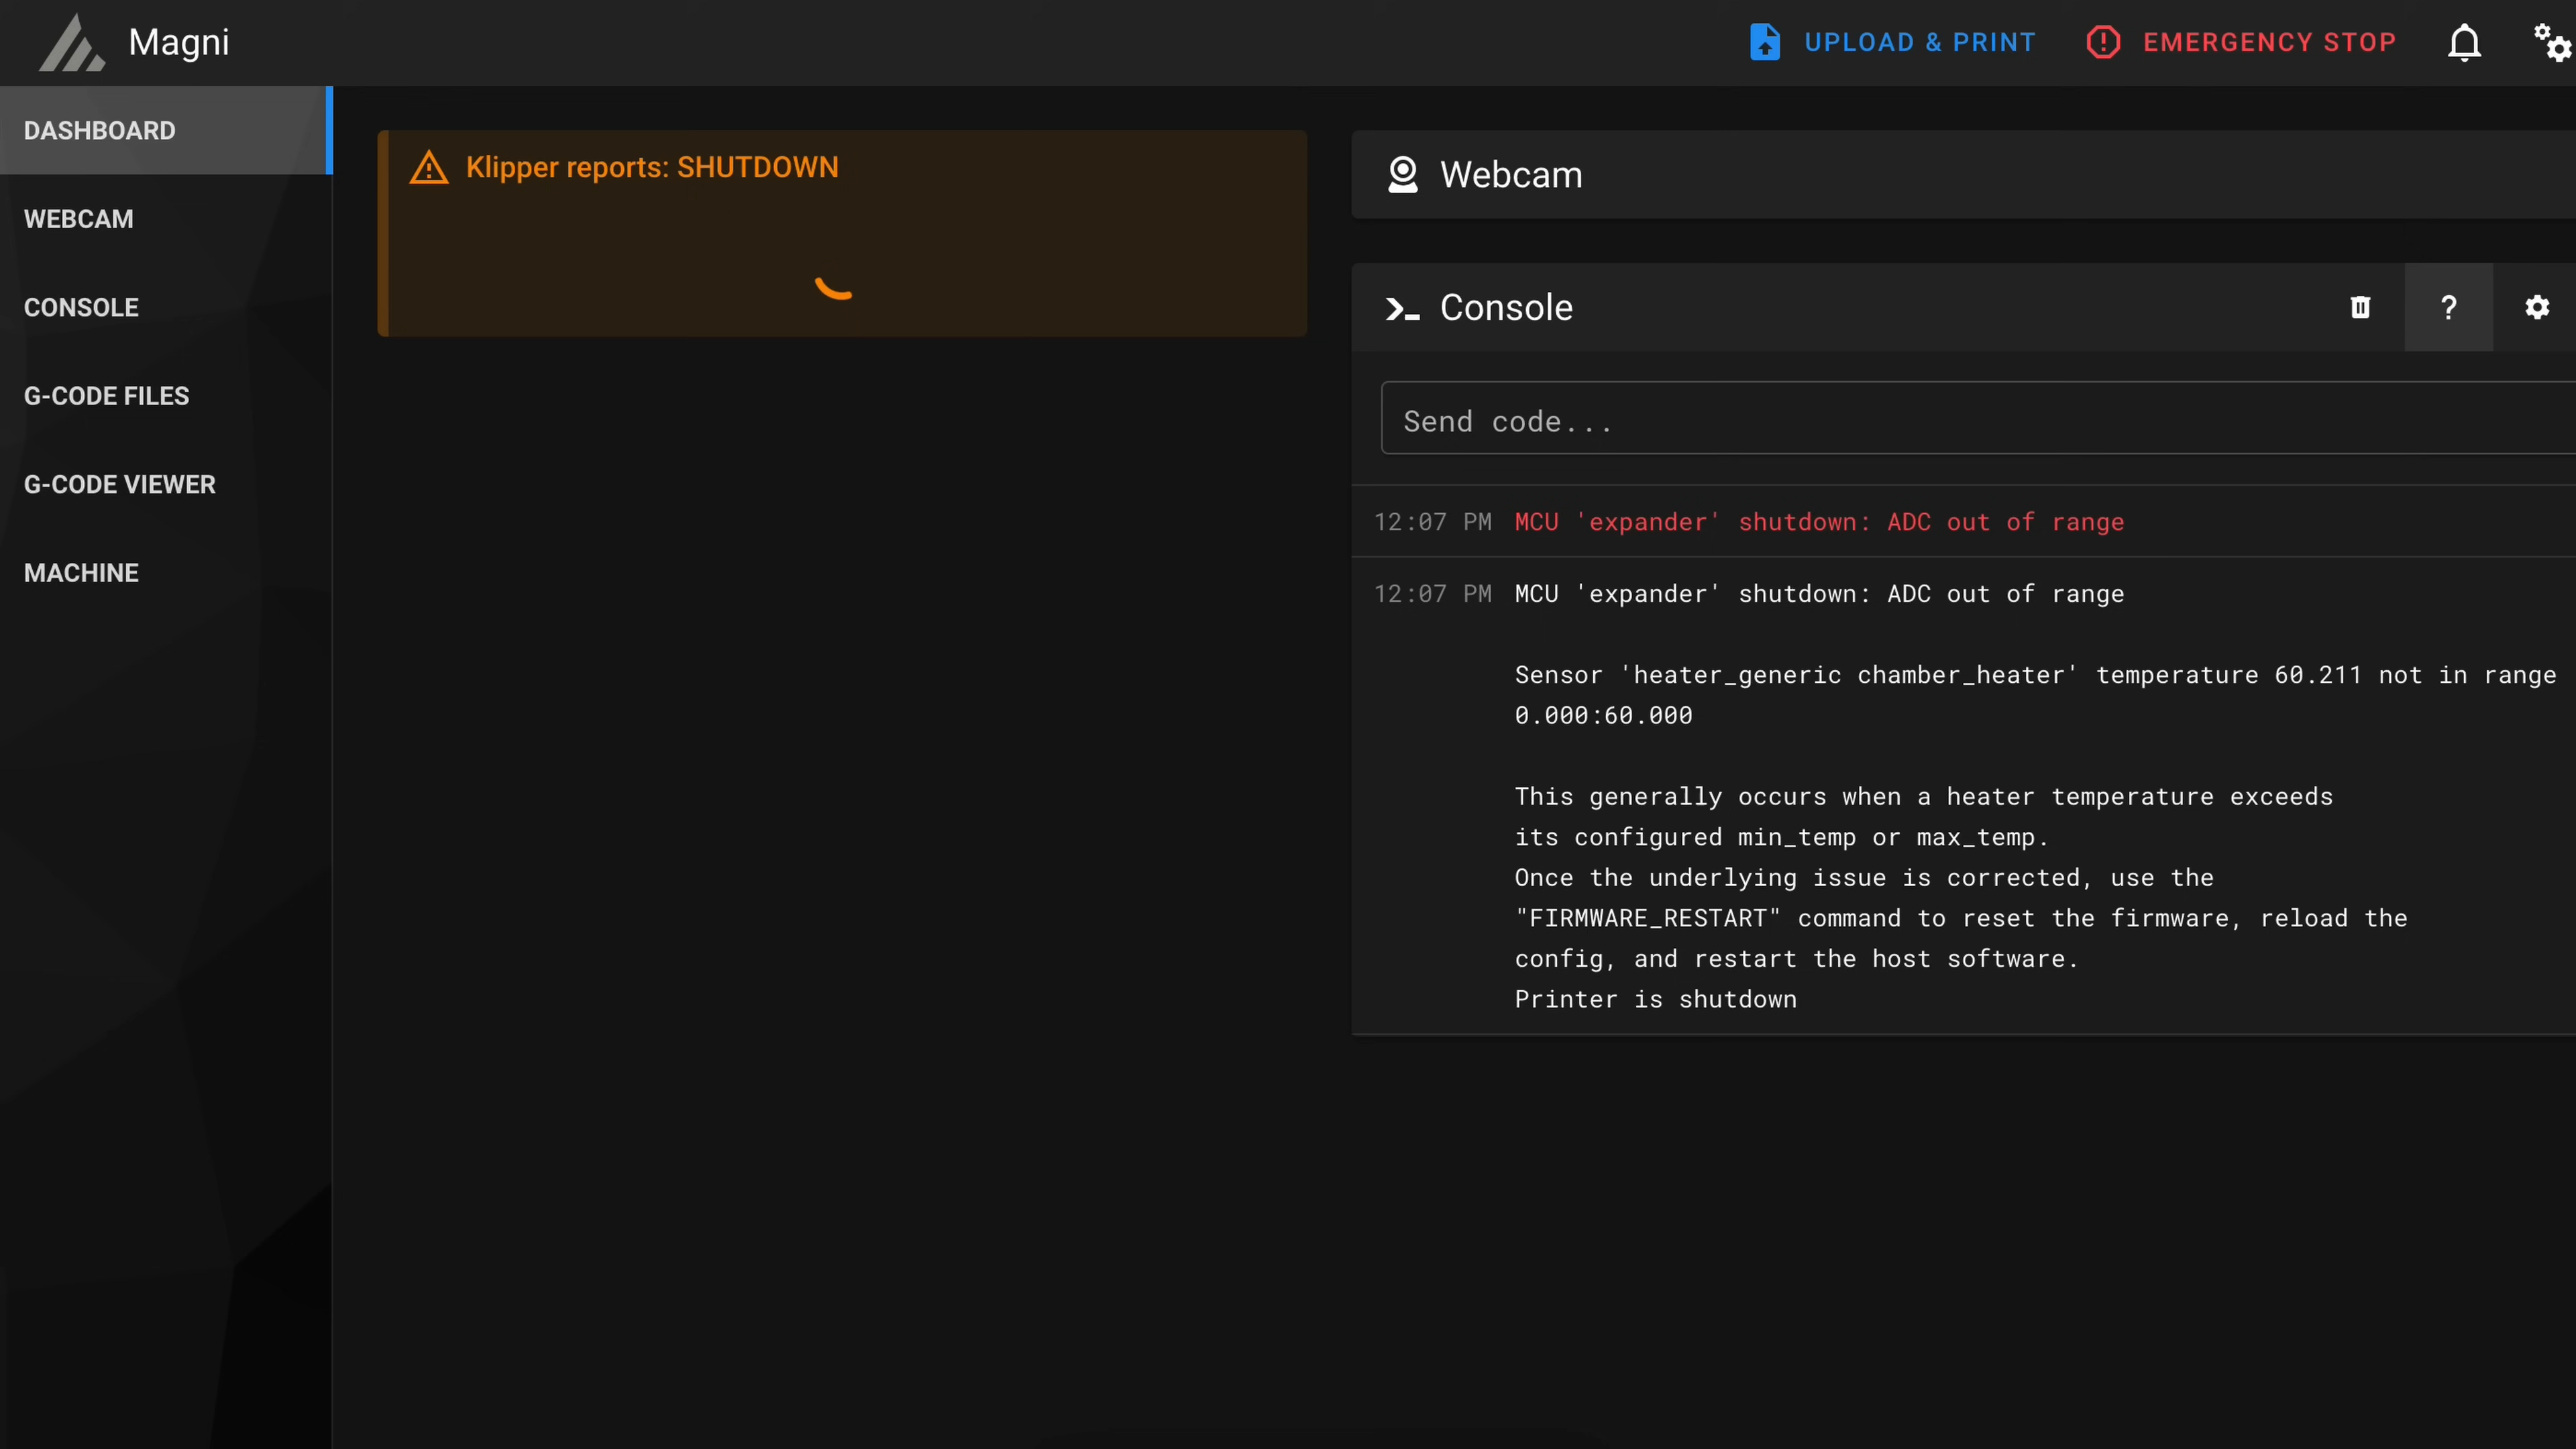 Magni
UPLOAD & PRINT
EMERGENCY STOP
DASHBOARD
WEBCAM
CONSOLE
G-CODE FILES
G-CODE VIEWER
MACHINE
Klipper reports: SHUTDOWN
Webcam
Console
?
Send code...
12:07 PM MCU 'expander' shutdown: ADC out of range
12:07 PM MCU 'expander' shutdown: ADC out of range
Sensor 'heater_generic chamber_heater' temperature 60.211 not in range
0.000:60.000
This generally occurs when a heater temperature exceeds
its configured min_temp or max_temp.
Once the underlying issue is corrected, use the
"FIRMWARE_RESTART" command to reset the firmware, reload the
config, and restart the host software.
Printer is shutdown